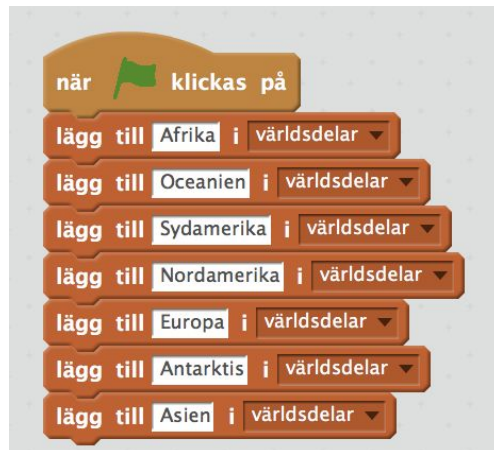 när klickas på
lägg till Afrika i världsdelar
lägg till Oceanien i världsdelar
lägg till Sydamerika i världsdelar
lägg till Nordamerika i världsdelar
lägg till Europa i världsdelar
lägg till Antarktis i världsdelar
lägg till Asien i världsdelar